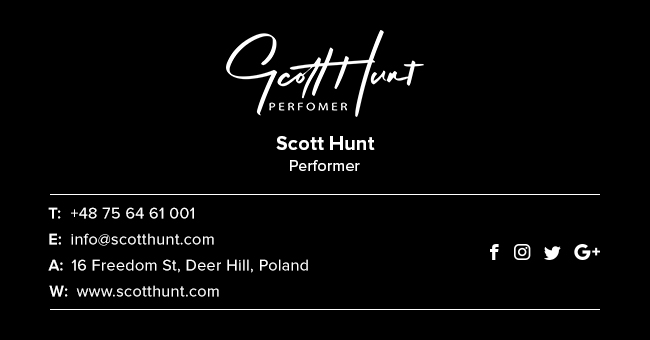 Scott Hunt
PERFOMER
Scott Hunt
Performer
T: +48 75 64 61 001
E: info@scotthunt.com
A: 16 Freedom St, Deer Hill, Poland
W: www.scotthunt.com
f G+